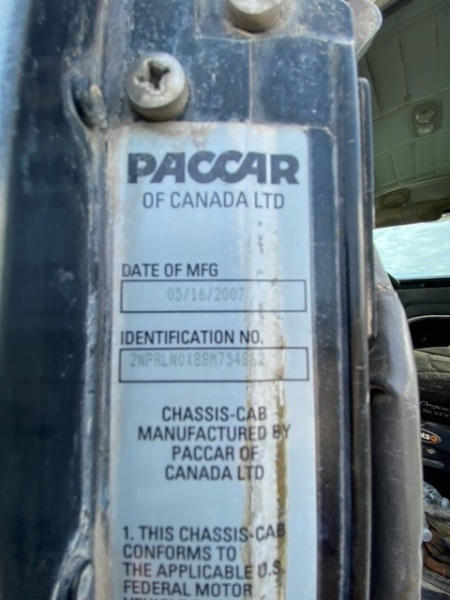 PACCAR
OF CANADA LTD
DATE OF MFG
05/16/2007
IDENTIFICATION NO.
CHASSIS-CAB
MANUFACTURED BY
PACCAR OF
CANADA LTD
1. THIS CHASSIS-CAB
CONFORMS TO
THE APPLICABLE U.S.
FEDERAL MOTOR